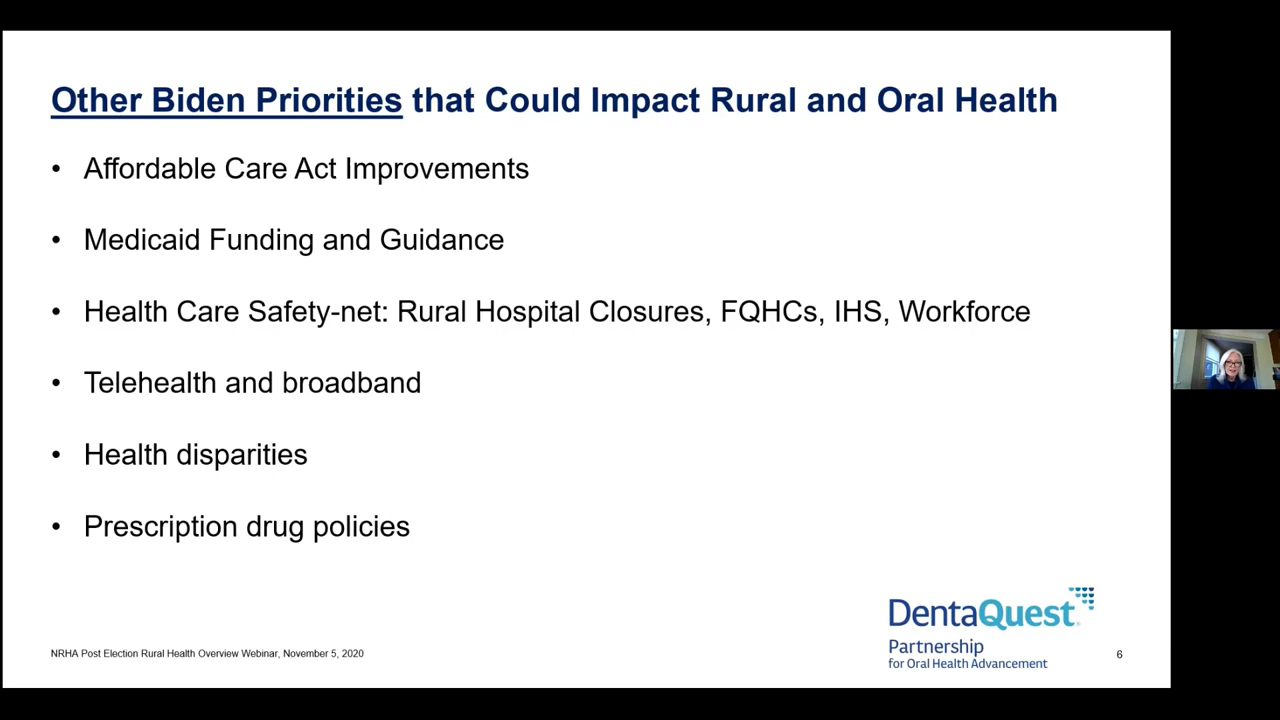 Other Biden Priorities that Could Impact Rural and Oral Health
• Affordable Care Act Improvements
• Medicaid Funding and Guidance
• Health Care Safety-net: Rural Hospital Closures, FQHCs, IHS, Workforce
• Telehealth and broadband
• Health disparities
• Prescription drug policies
DentaQuest
Partnership
for Oral Health Advancement
NRHA Post Election Rural Health Overview Webinar, November 5, 2020
6